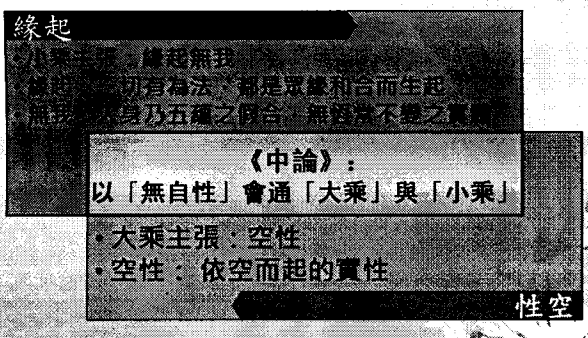 緣起
・小乘主張:緣起無我
・緣起:一切有為法,都是眾緣和合而生起
・無我:身乃五蘊之假合,無恆常不變之實體
《中論》:
以「無自性」會通「大乘」與「小乘」
・大乘主張:空性
・空性: 依空而起的實性
性空